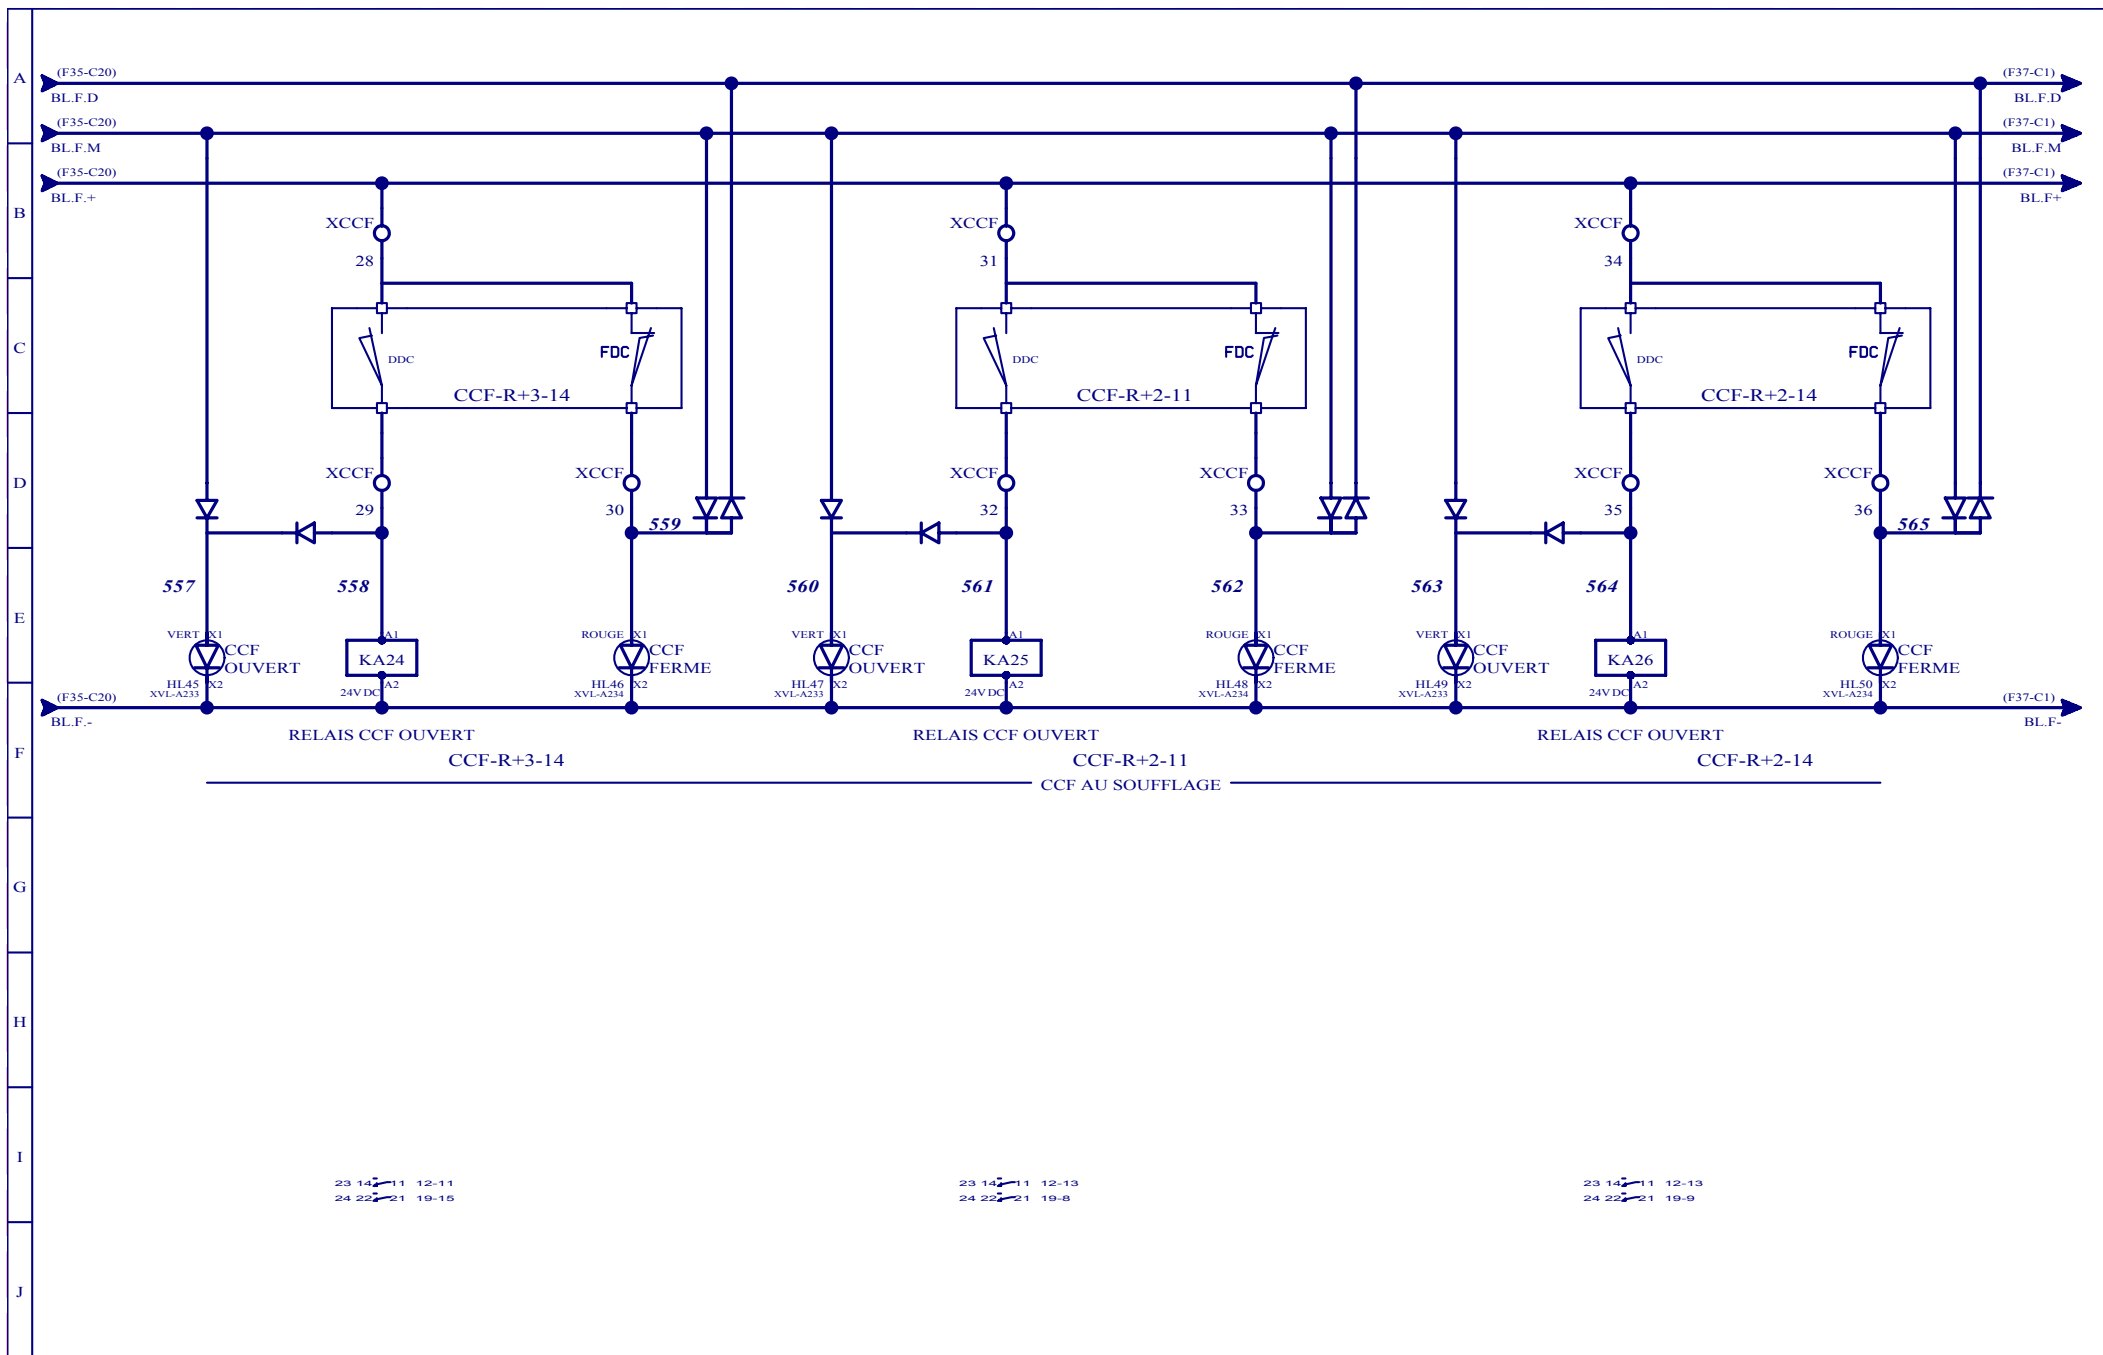 A
(F35-C20)
BL.F.D
(F37-C1)
BL.F.D
(F35-C20)
BL.F.M
(F37-C1)
BL.F.M
(F35-C20)
BL.F.+
(F37-C1)
BL.F+
B
XCCF
28
XCCF
31
XCCF
34
C
DDC
FDC
CCF-R+3-14
DDC
FDC
CCF-R+2-11
DDC
FDC
CCF-R+2-14
D
XCCF
29
XCCF
30
559
XCCF
32
XCCF
33
XCCF
35
XCCF
36
565
557
558
560
561
562
563
564
E
VERT X1
CCF
OUVERT
HL45 X2
XVL-A233
A1
KA24
A2
24V DC
ROUGE X1
CCF
FERME
HL46 X2
XVL-A234
VERT X1
CCF
OUVERT
HL47 X2
XVL-A233
A1
KA25
A2
24V DC
ROUGE X1
CCF
FERME
HL48 X2
XVL-A234
VERT X1
CCF
OUVERT
HL49 X2
XVL-A233
A1
KA26
A2
24V DC
ROUGE X1
CCF
FERME
HL50 X2
XVL-A234
(F35-C20)
BL.F.-
(F37-C1)
BL.F-
F
RELAIS CCF OUVERT
CCF-R+3-14
RELAIS CCF OUVERT
CCF-R+2-11
RELAIS CCF OUVERT
CCF-R+2-14
CCF AU SOUFFLAGE
G
H
I
23 14 11 12-11
24 22 21 19-15
23 14 11 12-13
24 22 21 19-8
23 14 11 12-13
24 22 21 19-9
J